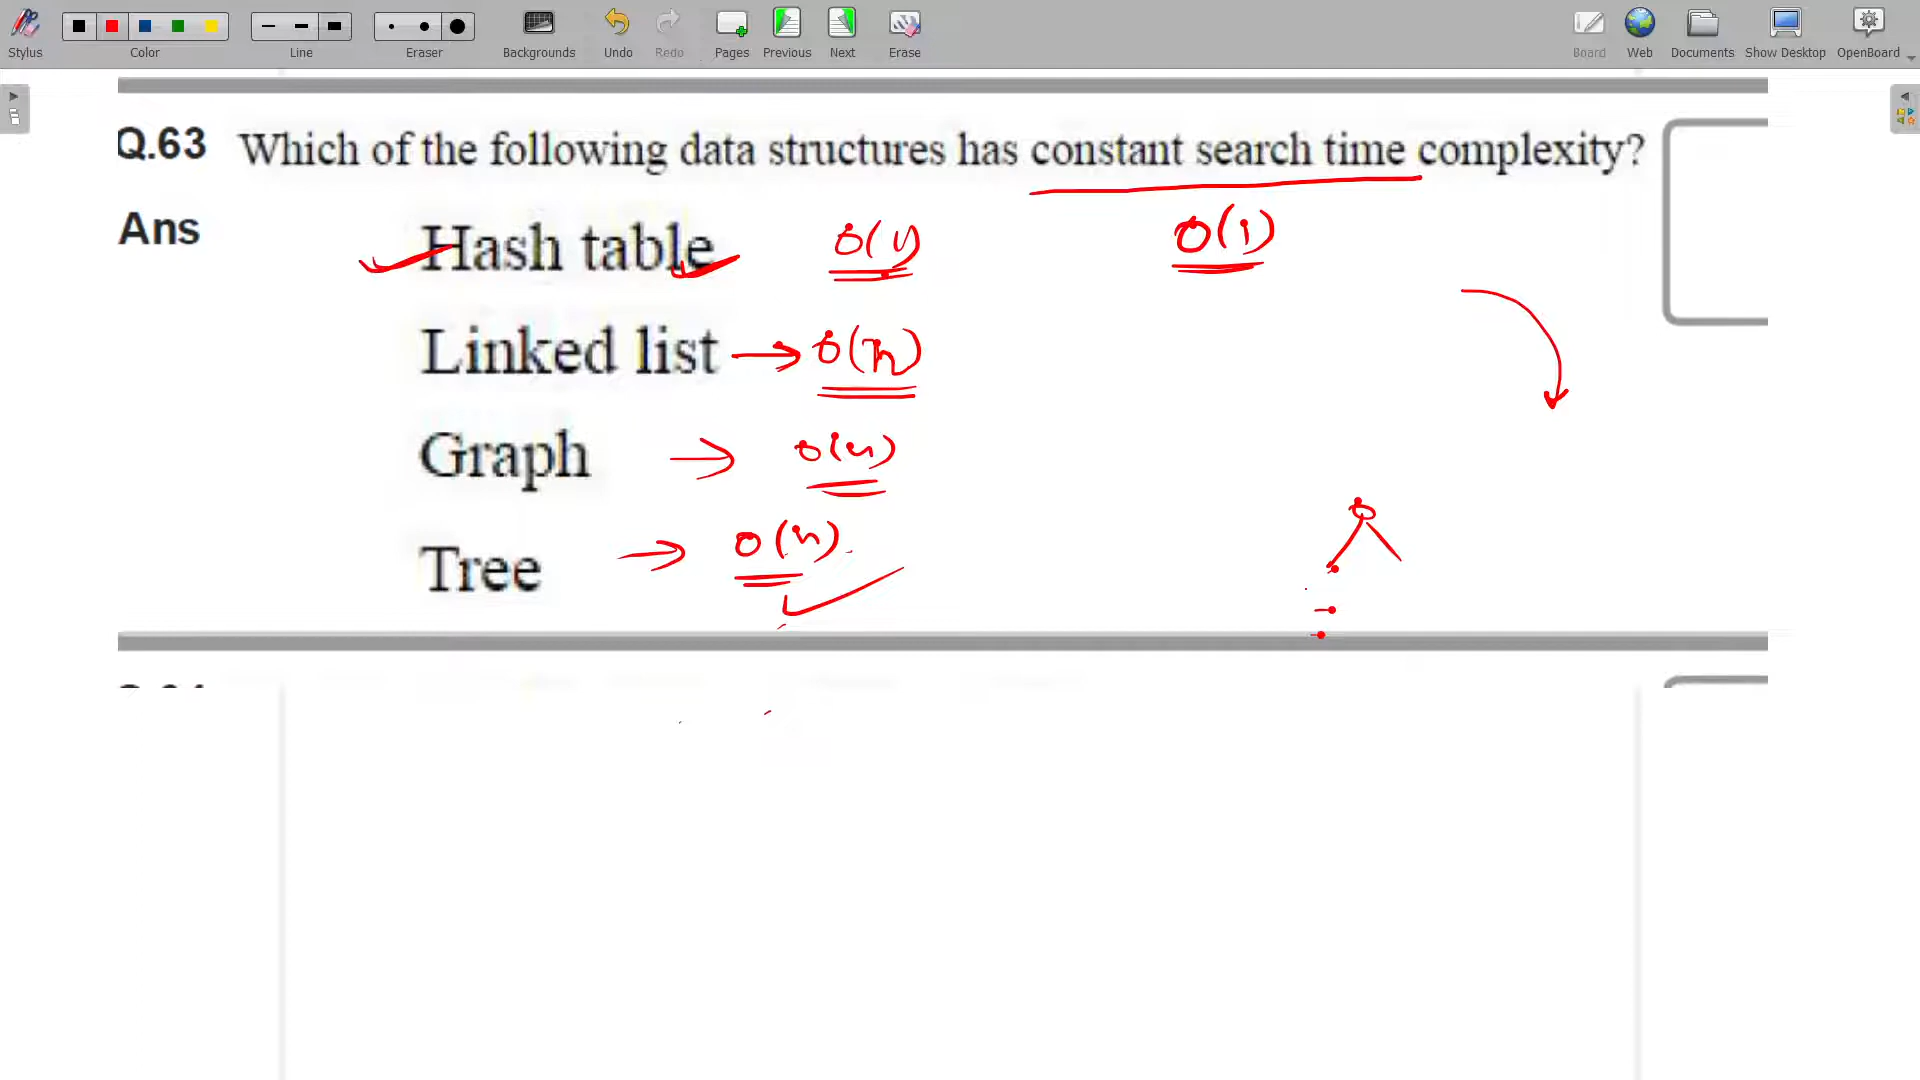 Stylus Color Line Eraser Backgrounds Undo Redo Pages Previous Next Erase Board Web Documents Show Desktop OpenBoard
Q.63 Which of the following data structures has constant search time complexity?
O(1)
Ans Hash table O(1)
Linked list → O(n)
Graph → O(n)
Tree → O(n)